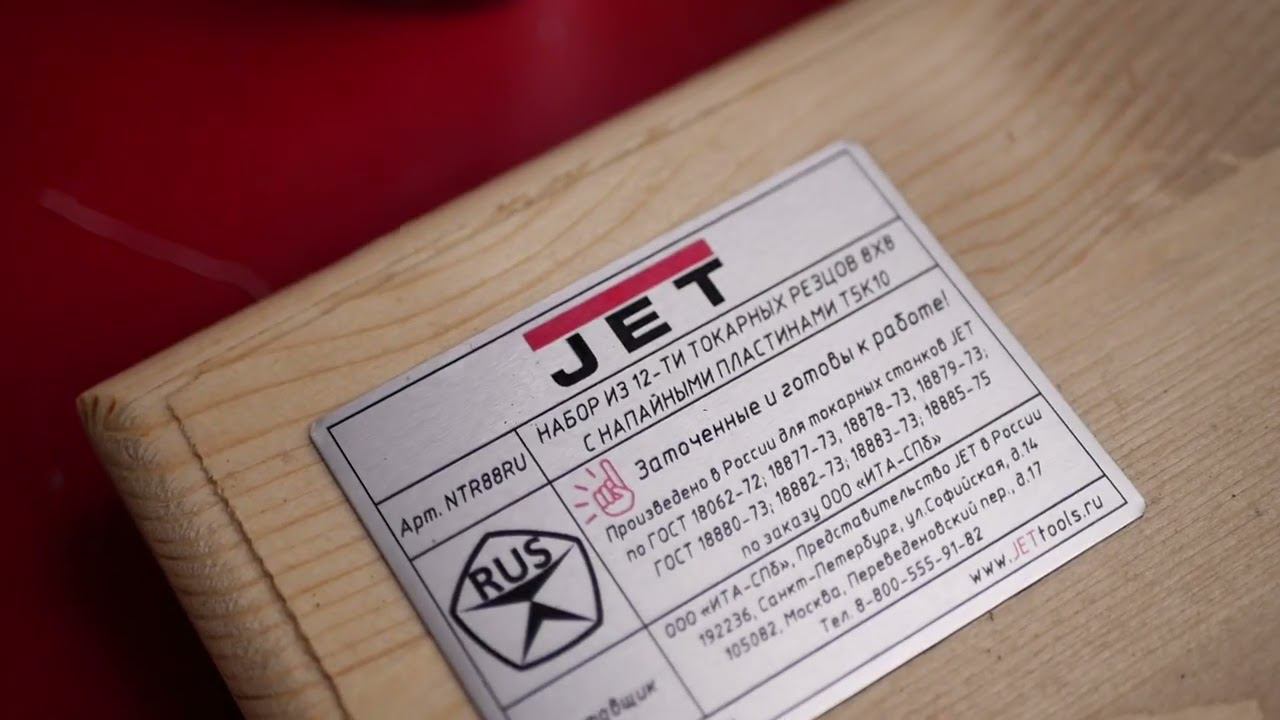 JET
НАБОР ИЗ 12-ТИ ТОКАРНЫХ РЕЗЦОВ 8Х8
С НАПАЙНЫМИ ПЛАСТИНАМИ Т5К10
Арт. NTR88RU
Заточенные и готовы к работе!
Произведено в России для токарных станков JET
по ГОСТ 18062-72; 18877-73, 18878-73, 18879-73;
ГОСТ 18880-73; 18882-73; 18883-73; 18885-75
по заказу ООО «ИТА-СПб»
RUS
ООО «ИТА-СПб», Представительство JET в России
192236, Санкт-Петербург, ул.Софийская, д.14
105082, Москва, Переведеновский пер., д.17
Тел. 8-800-555-91-82
www.JETtools.ru